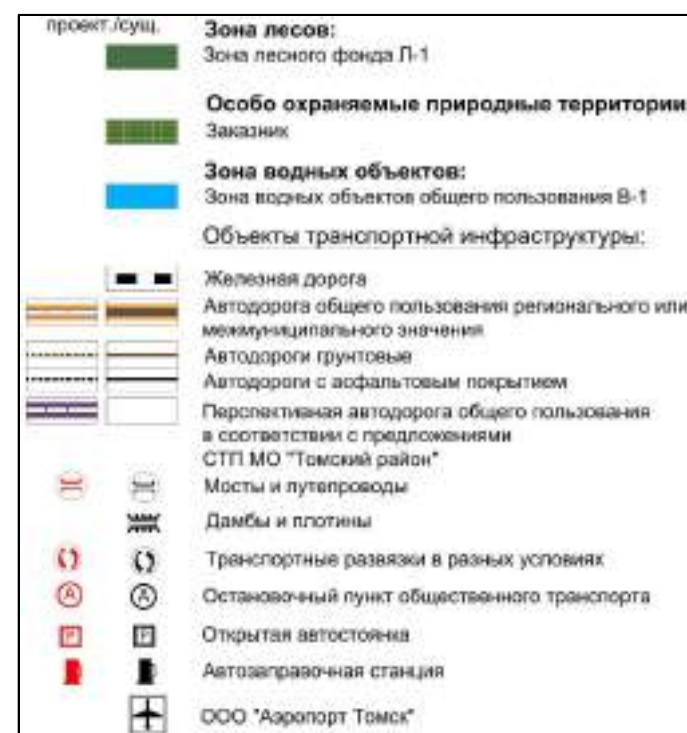 проект./сущ.
Зона лесов:
Зона лесного фонда Л-1
Особо охраняемые природные территории
Заказник
Зона водных объектов:
Зона водных объектов общего пользования В-1
Объекты транспортной инфраструктуры:
Железная дорога
Автодорога общего пользования регионального или
межмуниципального значения
Автодороги грунтовые
Автодороги с асфальтовым покрытием
Перспективная автодорога общего пользования
в соответствии с предложениями
СТП МО "Томский район"
Мосты и путепроводы
Дамбы и плотины
Транспортные развязки в разных условиях
А А Остановочный пункт общественного транспорта
Р Р Открытая автостоянка
Автозаправочная станция
ООО "Аэропорт Томск"